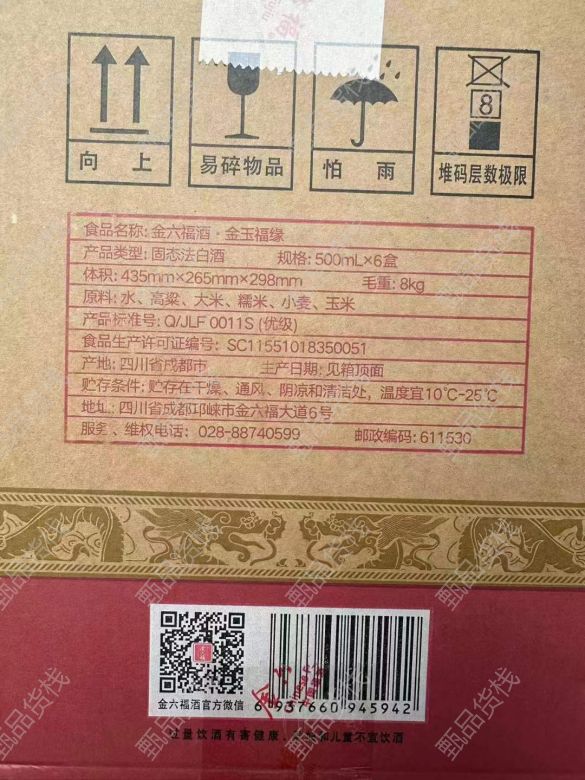 向 上
易碎物品
怕 雨
8
堆码层数极限
食品名称: 金六福酒·金玉福缘
产品类型: 固态法白酒 规格: 500mL×6盒
体积: 435mm×265mm×298mm 毛重: 8kg
原料: 水、高粱、大米、糯米、小麦、玉米
产品标准号: Q/JLF 0011S (优级)
食品生产许可证编号: SC11551018350051
产地: 四川省成都市 生产日期: 见箱顶面
贮存条件: 贮存在干燥、通风、阴凉和清洁处, 温度宜10℃-25℃
地址: 四川省成都邛崃市金六福大道6号
服务、维权电话: 028-88740599 邮政编码: 611530
金六福酒官方微信
6 937660 945942
过量饮酒有害健康, 和儿童不宜饮酒
甄品货栈